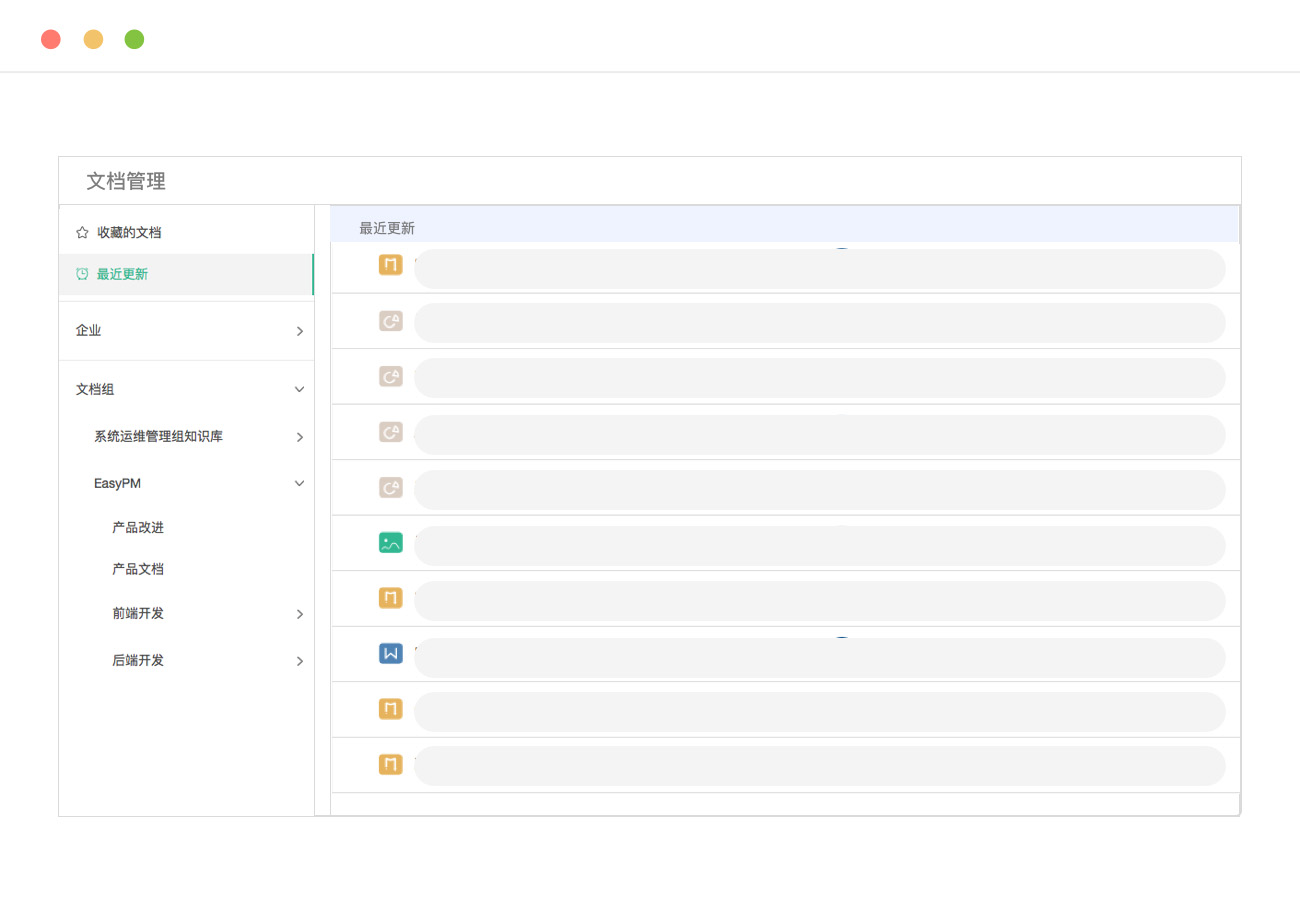 文档管理
收藏的文档
最近更新
企业
文档组
系统运维管理组知识库
EasyPM
产品改进
产品文档
前端开发
后端开发
最近更新